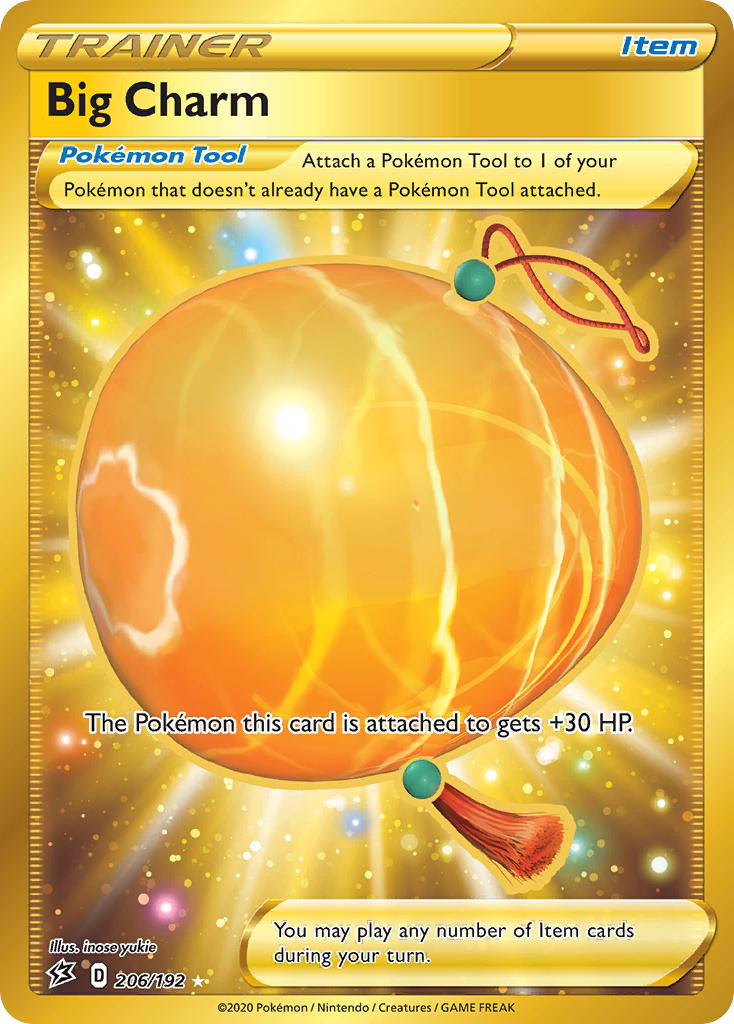 TRAINER
Item
Big Charm
Pokémon Tool
Attach a Pokémon Tool to 1 of your
Pokémon that doesn't already have a Pokémon Tool attached.
The Pokémon this card is attached to gets +30 HP.
You may play any number of Item cards
during your turn.
Illus. inose yukie
D 206/192
©2020 Pokémon / Nintendo / Creatures / GAME FREAK